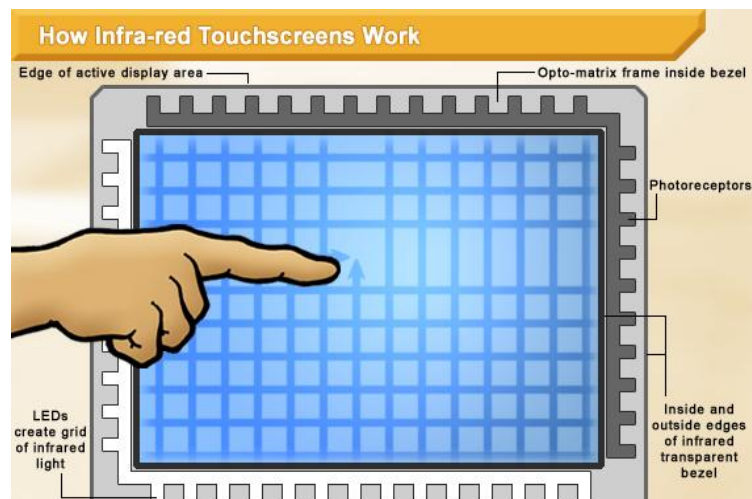 How Infra-red Touchscreens Work
Edge of active display area
Opto-matrix frame inside bezel
Photoreceptors
LEDs
create grid
of infrared
light
Inside and
outside edges
of infrared
transparent
bezel